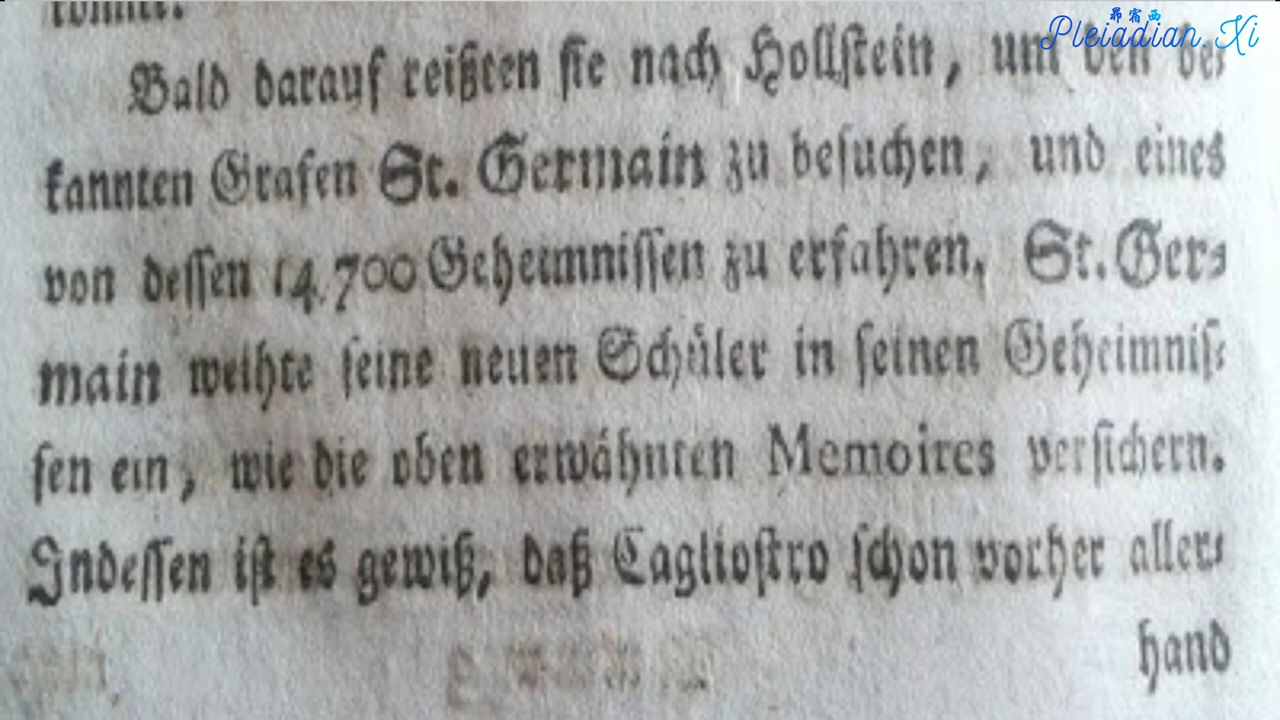 昴宿西
Pleiadian.Xi
Bald darauf reißten sie nach Hollstein, um den be⸗
kannten Grafen St. Germain zu besuchen, und eines
von dessen 14,700 Geheimnissen zu erfahren, St. Ger⸗
main weihte seine neuen Schüler in seinen Geheimnis⸗
sen ein, wie die oben erwähnten Memoires versichern.
Indessen ist es gewiß, daß Cagliostro schon vorher aller⸗
hand